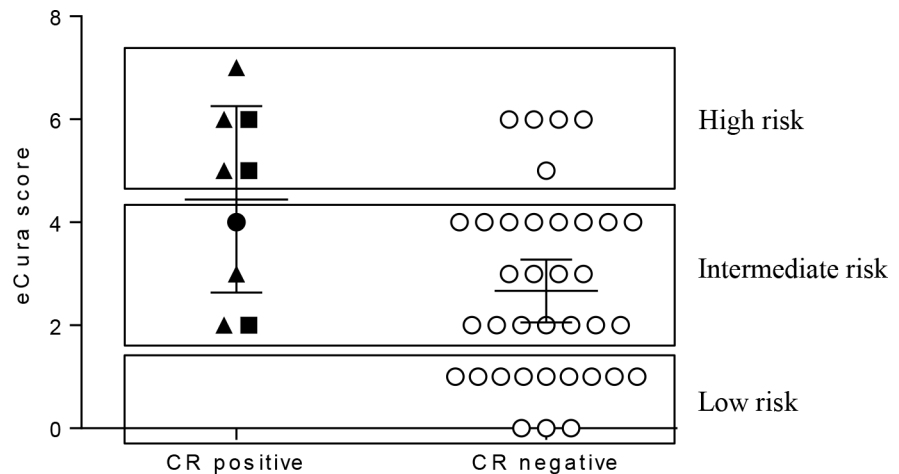 8
6
4
2
0
eCura score
High risk
Intermediate risk
Low risk
CR positive
CR negative